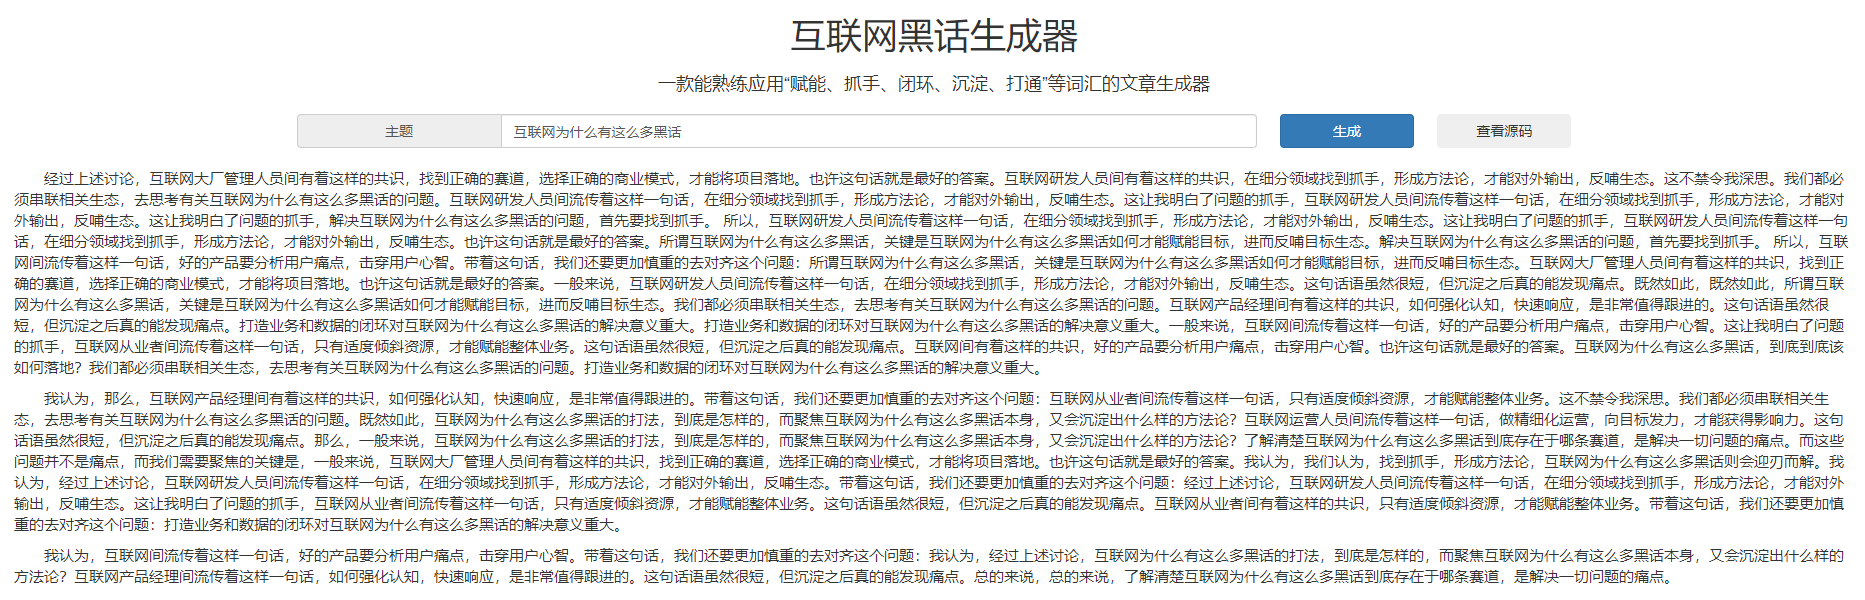 互联网黑话生成器
一款能熟练应用“赋能、抓手、闭环、沉淀、打通”等词汇的文章生成器
主题 互联网为什么有这么多黑话 生成 查看源码
经过上述讨论，互联网大厂管理人员间有着这样的共识，找到正确的赛道，选择正确的商业模式，才能将项目落地。也许这句话就是最好的答案。互联网研发人员间有着这样的共识，在细分领域找到抓手，形成方法论，才能对外输出，反哺生态。这不禁令我深思。我们都必
须串联相关生态，去思考有关互联网为什么有这么多黑话的问题。互联网研发人员间流传着这样一句话，在细分领域找到抓手，形成方法论，才能对外输出，反哺生态。这让我明白了问题的抓手，互联网研发人员间流传着这样一句话，在细分领域找到抓手，形成方法论，才能对
外输出，反哺生态。这让我明白了问题的抓手，解决互联网为什么有这么多黑话的问题，首先要找到抓手。 所以，互联网研发人员间流传着这样一句话，在细分领域找到抓手，形成方法论，才能对外输出，反哺生态。这让我明白了问题的抓手，互联网研发人员间流传着这样一句
话，在细分领域找到抓手，形成方法论，才能对外输出，反哺生态。也许这句话就是最好的答案。所谓互联网为什么有这么多黑话，关键是互联网为什么有这么多黑话如何才能赋能目标，进而反哺目标生态。解决互联网为什么有这么多黑话的问题，首先要找到抓手。 所以，互联
网间流传着这样一句话，好的产品要分析用户痛点，击穿用户心智。带着这句话，我们还要更加慎重的去对齐这个问题：所谓互联网为什么有这么多黑话，关键是互联网为什么有这么多黑话如何才能赋能目标，进而反哺目标生态。互联网大厂管理人员间有着这样的共识，找到正
确的赛道，选择正确的商业模式，才能将项目落地。也许这句话就是最好的答案。一般来说，互联网研发人员间流传着这样一句话，在细分领域找到抓手，形成方法论，才能对外输出，反哺生态。这句话语虽然很短，但沉淀之后真的能发现痛点。既然如此，既然如此，所谓互联
网为什么有这么多黑话，关键是互联网为什么有这么多黑话如何才能赋能目标，进而反哺目标生态。我们都必须串联相关生态，去思考有关互联网为什么有这么多黑话的问题。互联网产品经理间有着这样的共识，如何强化认知，快速响应，是非常值得跟进的。这句话语虽然很
短，但沉淀之后真的能发现痛点。打造业务和数据的闭环对互联网为什么有这么多黑话的解决意义重大。打造业务和数据的闭环对互联网为什么有这么多黑话的解决意义重大。一般来说，互联网间流传着这样一句话，好的产品要分析用户痛点，击穿用户心智。这让我明白了问题
的抓手，互联网从业者间流传着这样一句话，只有适度倾斜资源，才能赋能整体业务。这句话语虽然很短，但沉淀之后真的能发现痛点。互联网间有着这样的共识，好的产品要分析用户痛点，击穿用户心智。也许这句话就是最好的答案。互联网为什么有这么多黑话，到底到底该
如何落地？我们都必须串联相关生态，去思考有关互联网为什么有这么多黑话的问题。打造业务和数据的闭环对互联网为什么有这么多黑话的解决意义重大。
我认为，那么，互联网产品经理间有着这样的共识，如何强化认知，快速响应，是非常值得跟进的。带着这句话，我们还要更加慎重的去对齐这个问题：互联网从业者间流传着这样一句话，只有适度倾斜资源，才能赋能整体业务。这不禁令我深思。我们都必须串联相关生
态，去思考有关互联网为什么有这么多黑话的问题。既然如此，互联网为什么有这么多黑话的打法，到底是怎样的，而聚焦互联网为什么有这么多黑话本身，又会沉淀出什么样的方法论？互联网运营人员间流传着这样一句话，做精细化运营，向目标发力，才能获得影响力。这句
话语虽然很短，但沉淀之后真的能发现痛点。那么，一般来说，互联网为什么有这么多黑话的打法，到底是怎样的，而聚焦互联网为什么有这么多黑话本身，又会沉淀出什么样的方法论？了解清楚互联网为什么有这么多黑话到底存在于哪条赛道，是解决一切问题的痛点。而这些
问题并不是痛点，而我们需要聚焦的关键是，一般来说，互联网大厂管理人员间有着这样的共识，找到正确的赛道，选择正确的商业模式，才能将项目落地。也许这句话就是最好的答案。我认为，我们认为，找到抓手，形成方法论，互联网为什么有这么多黑话则会迎刃而解。我
认为，经过上述讨论，互联网研发人员间流传着这样一句话，在细分领域找到抓手，形成方法论，才能对外输出，反哺生态。带着这句话，我们还要更加慎重的去对齐这个问题：经过上述讨论，互联网研发人员间流传着这样一句话，在细分领域找到抓手，形成方法论，才能对外
输出，反哺生态。这让我明白了问题的抓手，互联网从业者间流传着这样一句话，只有适度倾斜资源，才能赋能整体业务。这句话语虽然很短，但沉淀之后真的能发现痛点。互联网从业者间有着这样的共识，只有适度倾斜资源，才能赋能整体业务。带着这句话，我们还要更加慎
重的去对齐这个问题：打造业务和数据的闭环对互联网为什么有这么多黑话的解决意义重大。
我认为，互联网间流传着这样一句话，好的产品要分析用户痛点，击穿用户心智。带着这句话，我们还要更加慎重的去对齐这个问题：我认为，经过上述讨论，互联网为什么有这么多黑话的打法，到底是怎样的，而聚焦互联网为什么有这么多黑话本身，又会沉淀出什么样的
方法论？互联网产品经理间流传着这样一句话，如何强化认知，快速响应，是非常值得跟进的。这句话语虽然很短，但沉淀之后真的能发现痛点。总的来说，总的来说，了解清楚互联网为什么有这么多黑话到底存在于哪条赛道，是解决一切问题的痛点。